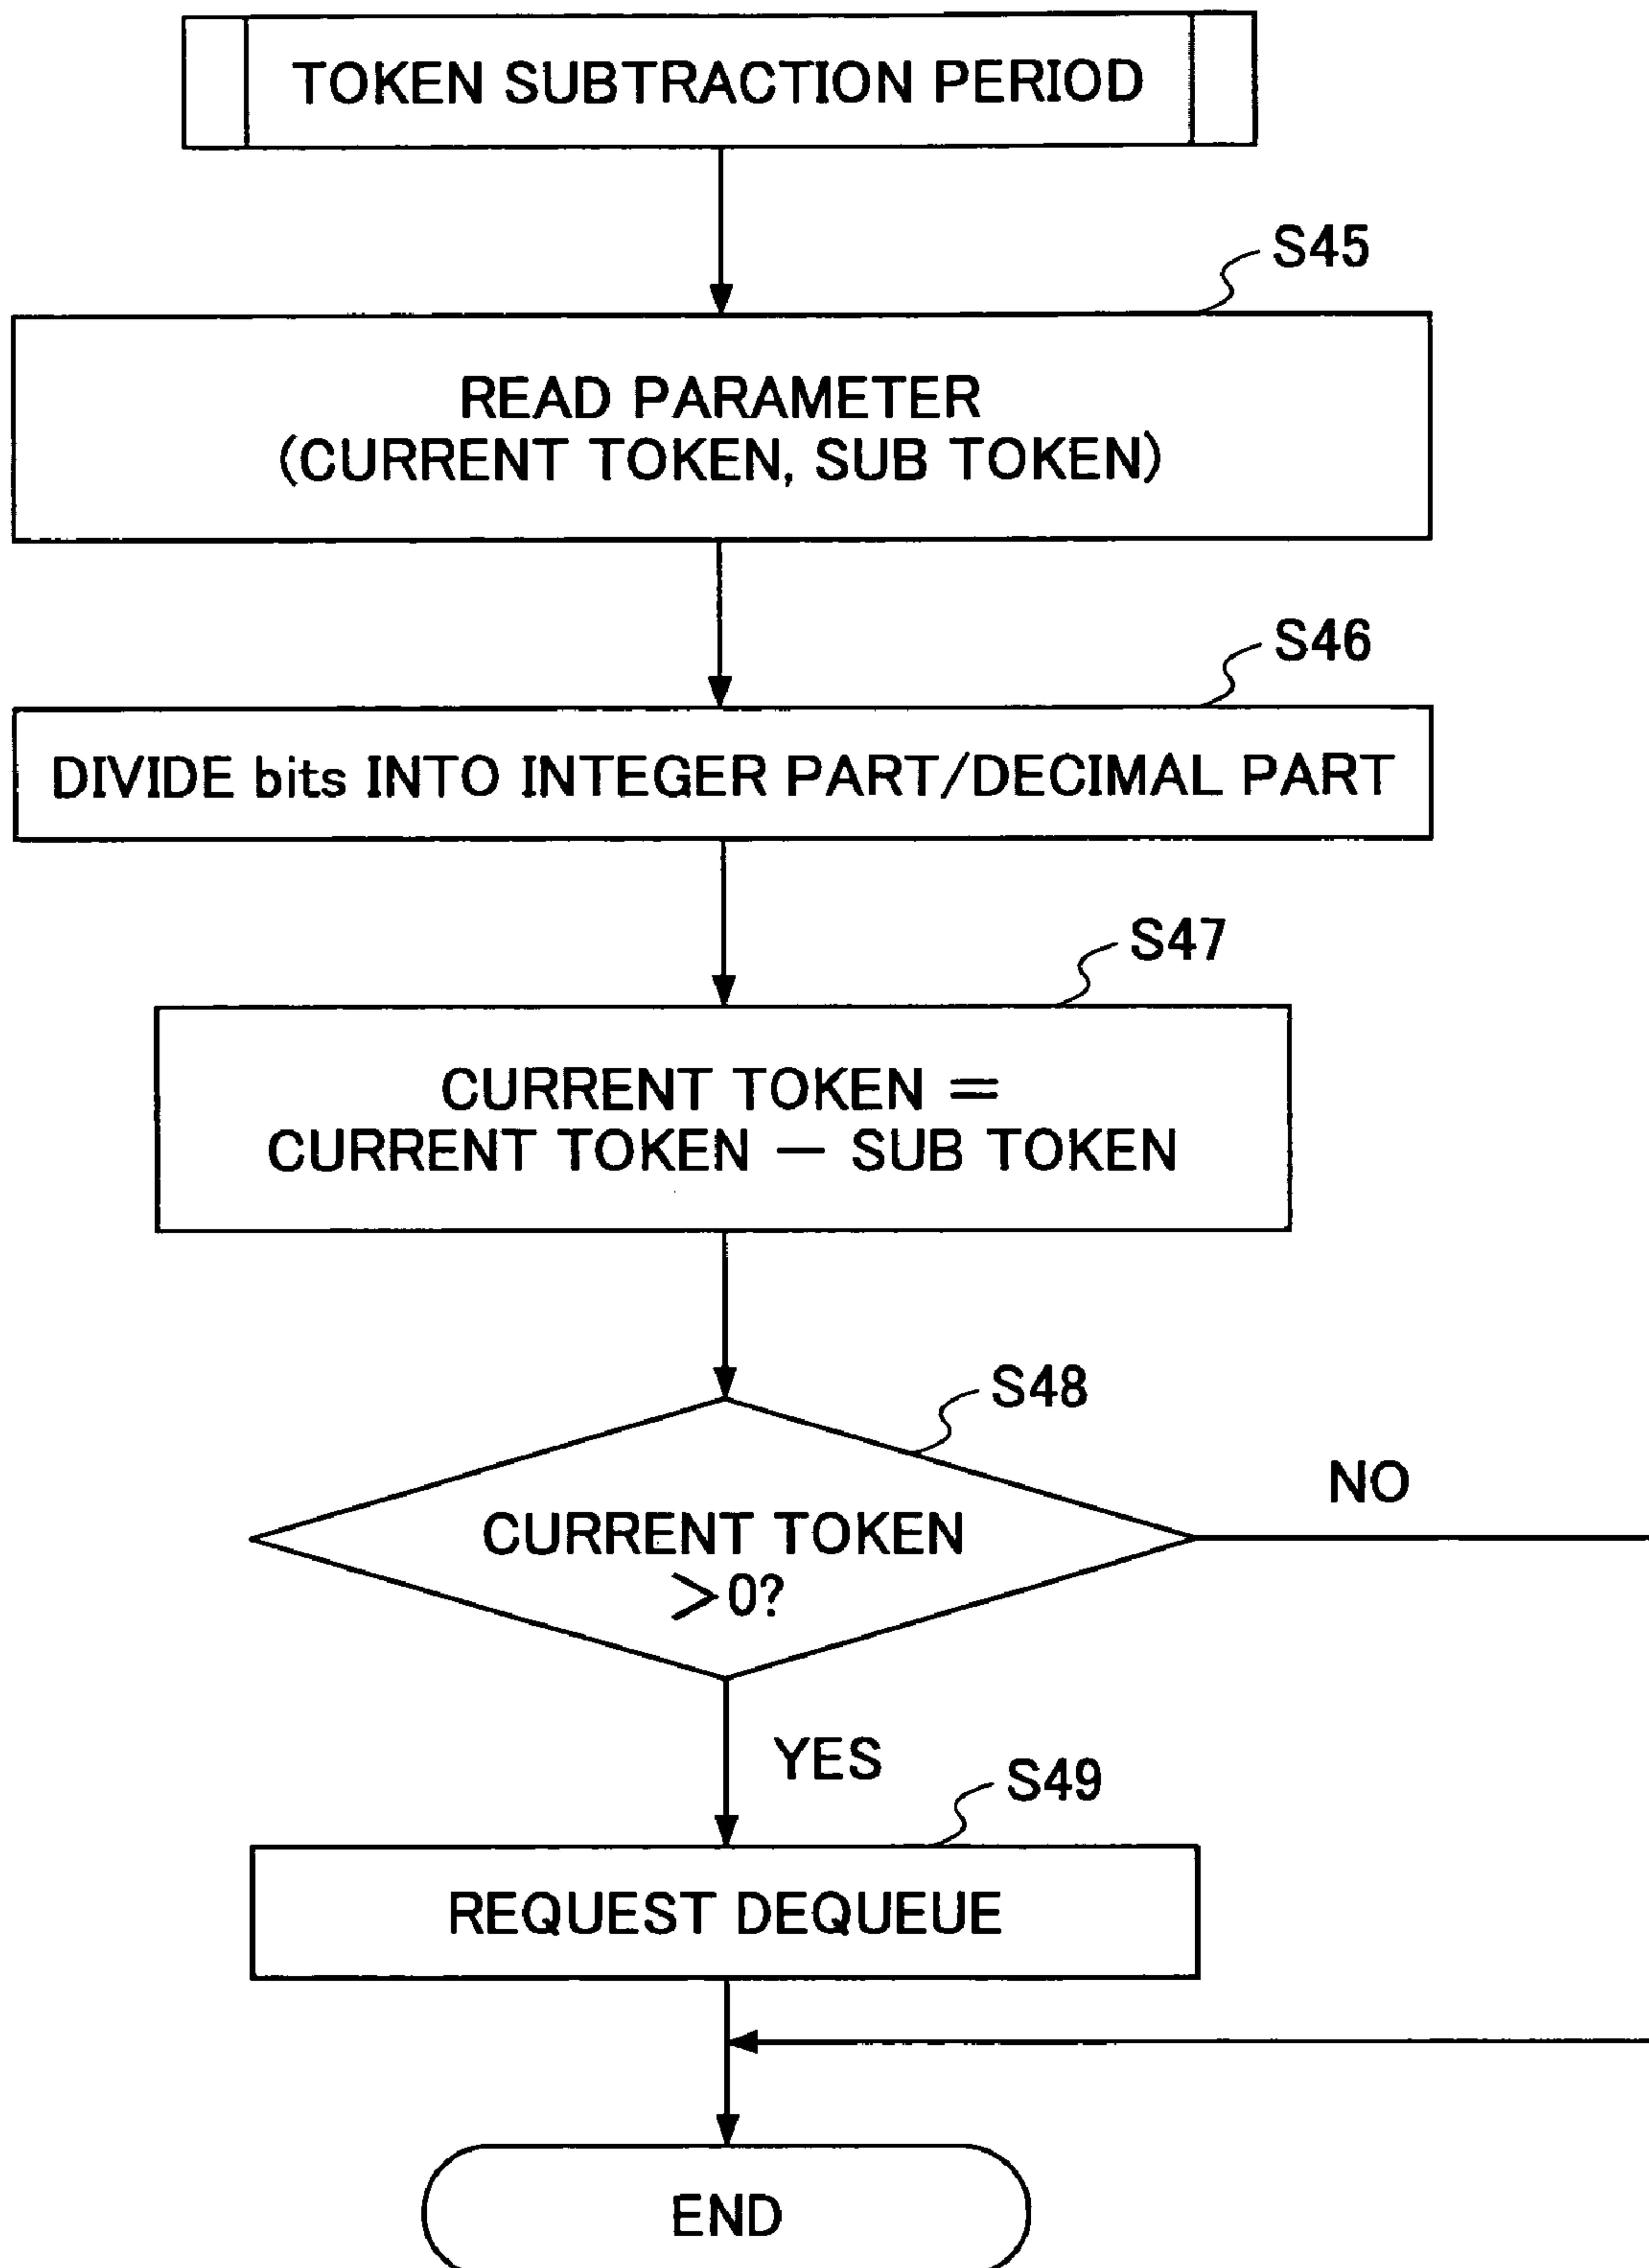 TOKEN SUBTRACTION PERIOD
S45
READ PARAMETER
(CURRENT TOKEN, SUB TOKEN)
S46
DIVIDE bits INTO INTEGER PART/DECIMAL PART
S47
CURRENT TOKEN =
CURRENT TOKEN — SUB TOKEN
S48
NO
CURRENT TOKEN
>0?
YES
S49
REQUEST DEQUEUE
END